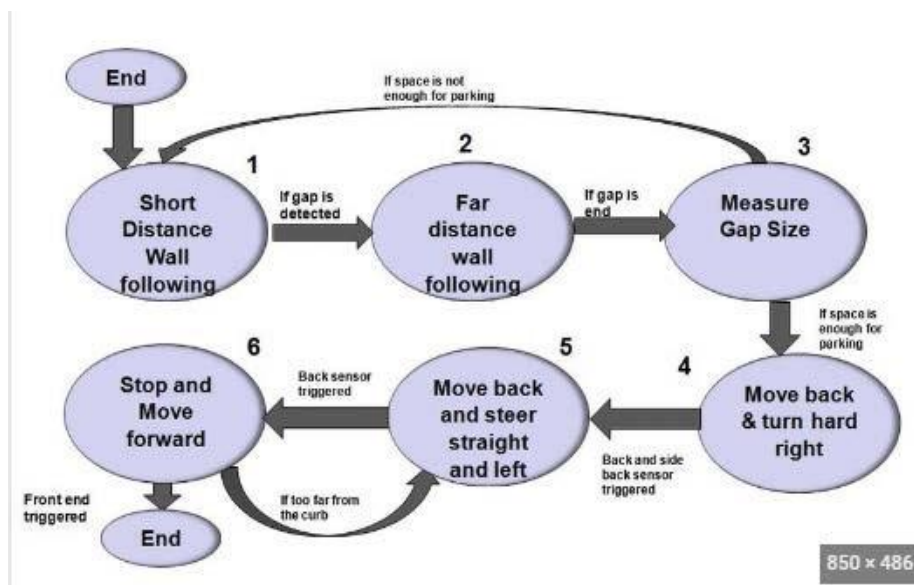 End
If space is not
enough for parking
1
2
3
Short
Distance
Wall
following
If gap is
detected
Far
distance
wall
following
If gap is
end
Measure
Gap Size
If space is
enough for
parking
6
5
4
Stop and
Move
forward
Back sensor
triggered
Move back
and steer
straight
and left
Back and side
back sensor
triggered
Move back
& turn hard
right
Front end
triggered
If too far from
the curb
End
850 × 486